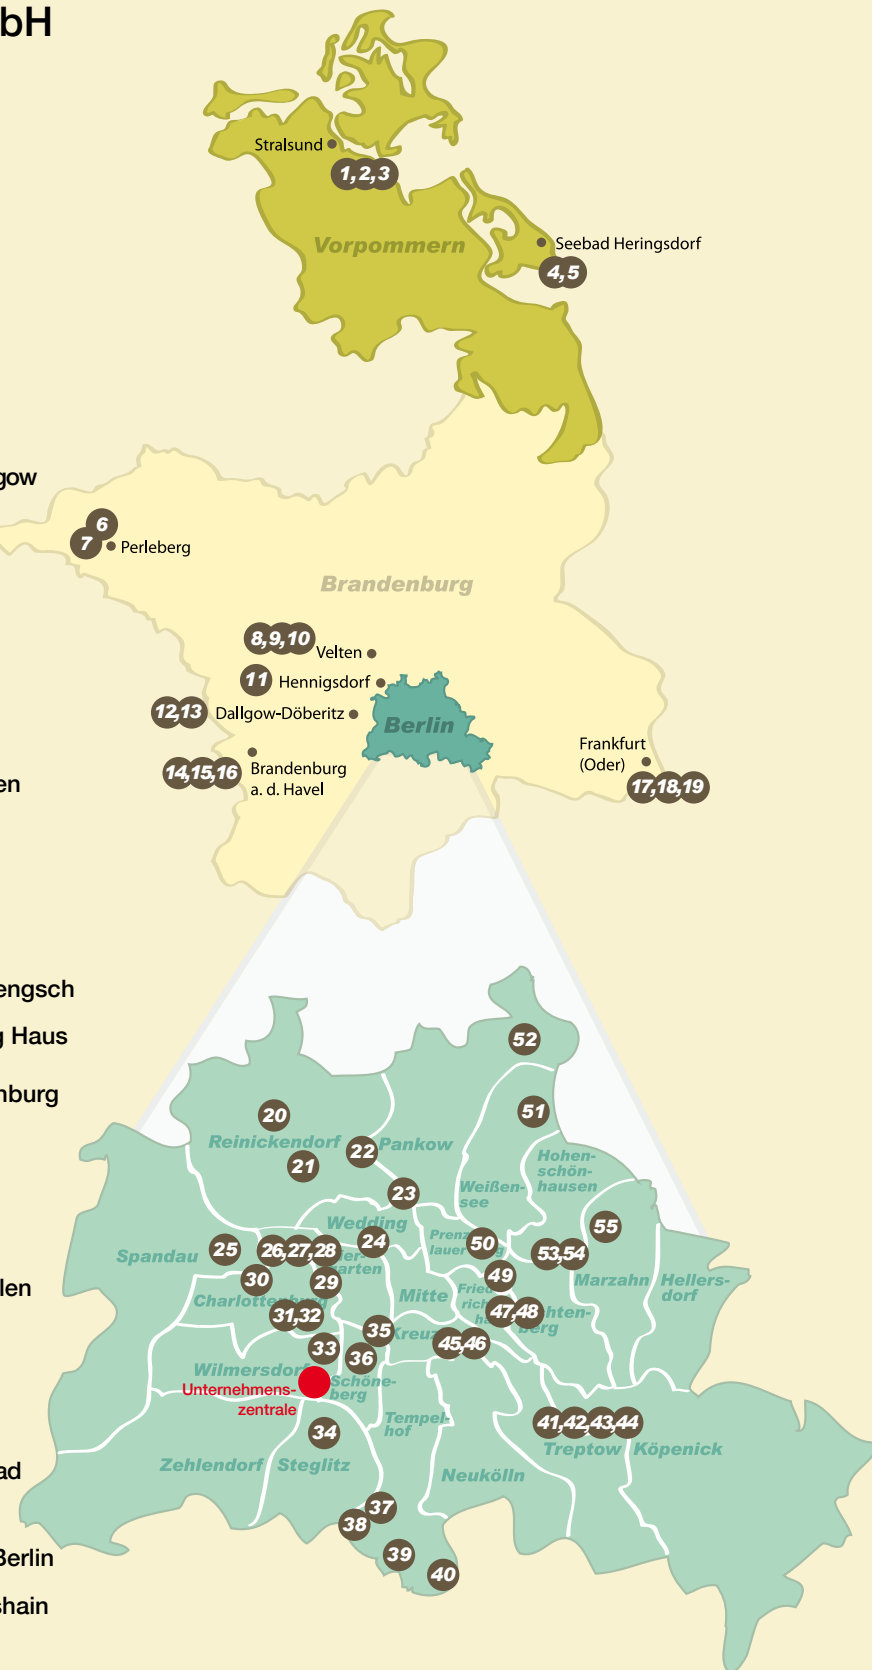 bH
Stralsund
1,2,3
Vorpommern
Seebad Heringsdorf
4,5
gow
6
7
Perleberg
Brandenburg
8,9,10
Velten
11
Hennigsdorf
12,13
Dallgow-Döberitz
Berlin
Frankfurt
(Oder)
14,15,16
Brandenburg
a. d. Havel
17,18,19
en
engsch
g Haus
52
nburg
51
20
Reinickendorf
22
Pankow
21
Hohen-
schön-
hausen
23
Weißen-
see
Wedding
55
24
50
25
26,27,28
53,54
Spandau
30
29
49
Marzahn
Hellers-
dorf
len
Mitte
31,32
47,48
berg
35
45,46
33
36
Wilmersdorf
Unternehmens-
zentrale
Schöne-
berg
34
Tempel-
hof
41,42,43,44
Treptow
Köpenick
Zehlendorf
Steglitz
Neukölln
ad
37
38
39
Berlin
40
shain